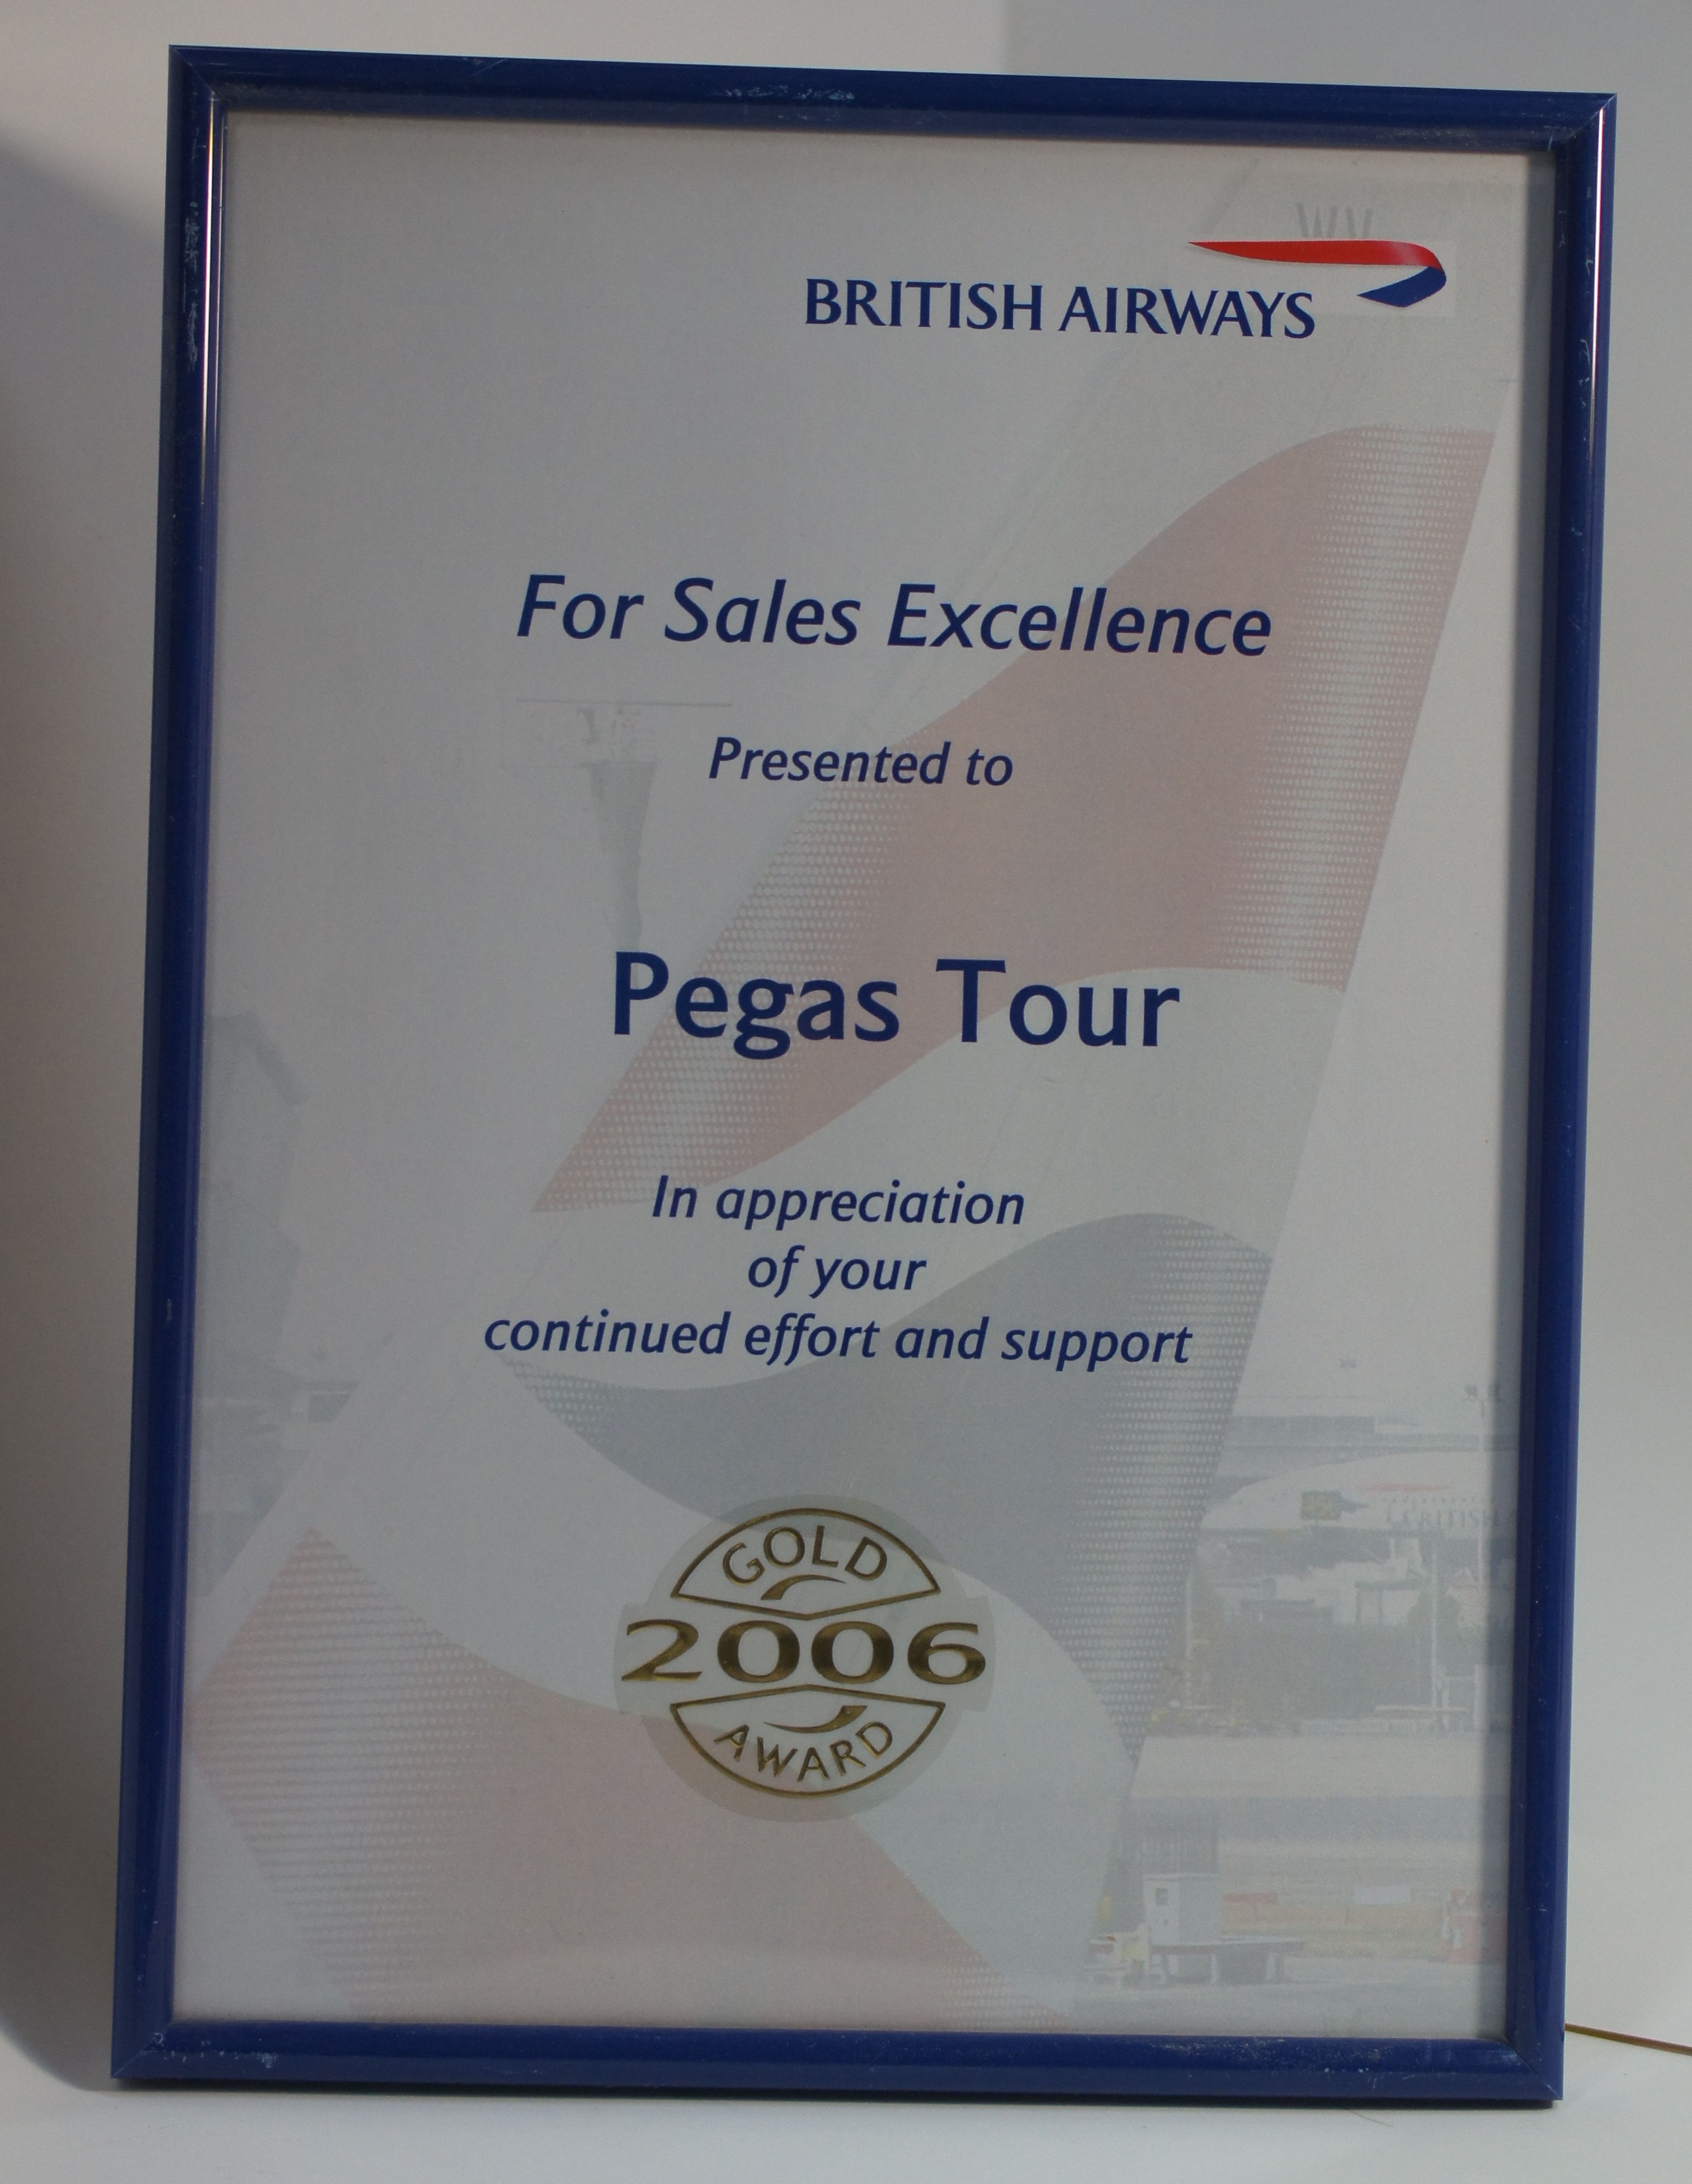 BRITISH AIRWAYS
For Sales Excellence
Presented to
Pegas Tour
In appreciation
of your
continued effort and support
GOLD
2006
AWARD